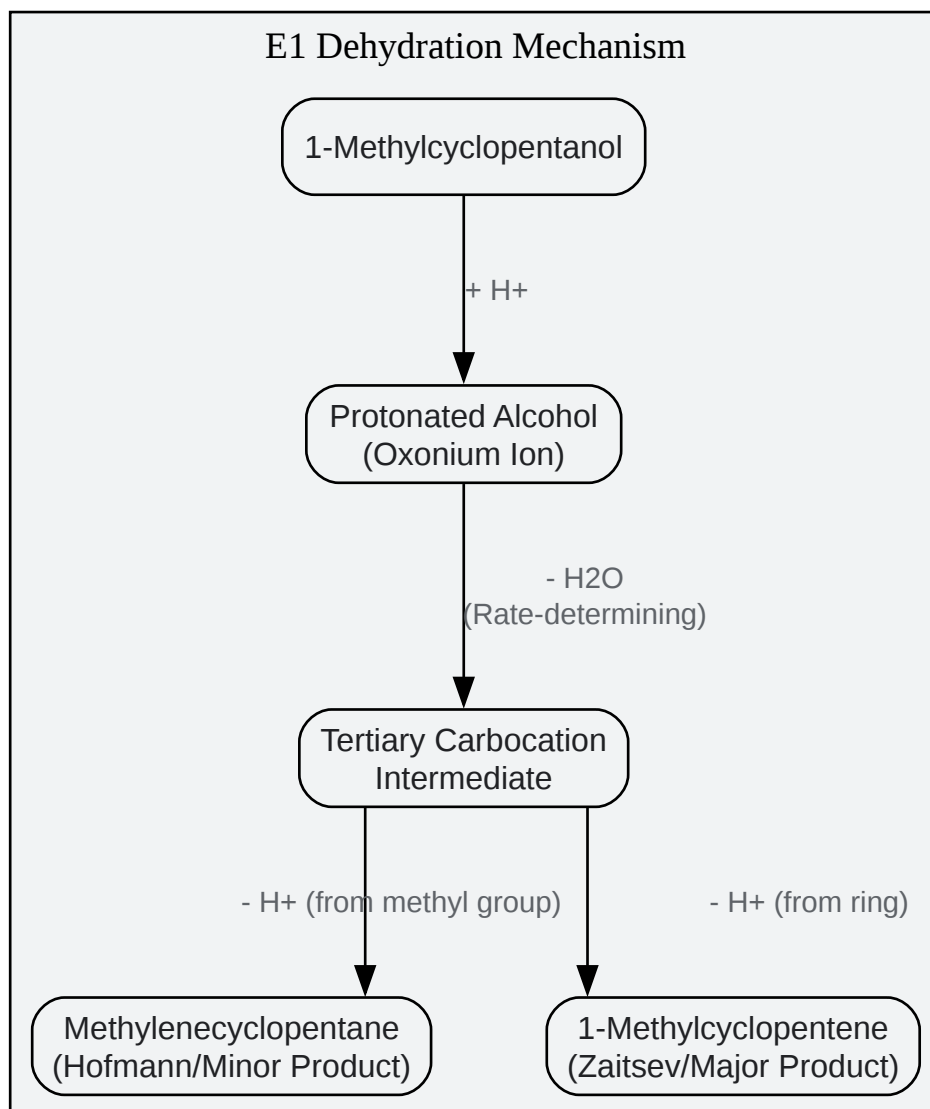 E1 Dehydration Mechanism
1-Methylcyclopentanol
+ H+
Protonated Alcohol
(Oxonium Ion)
- H2O
(Rate-determining)
Tertiary Carbocation
Intermediate
- H+ (from methyl group)
- H+ (from ring)
Methylenecyclopentane
(Hofmann/Minor Product)
1-Methylcyclopentene
(Zaitsev/Major Product)